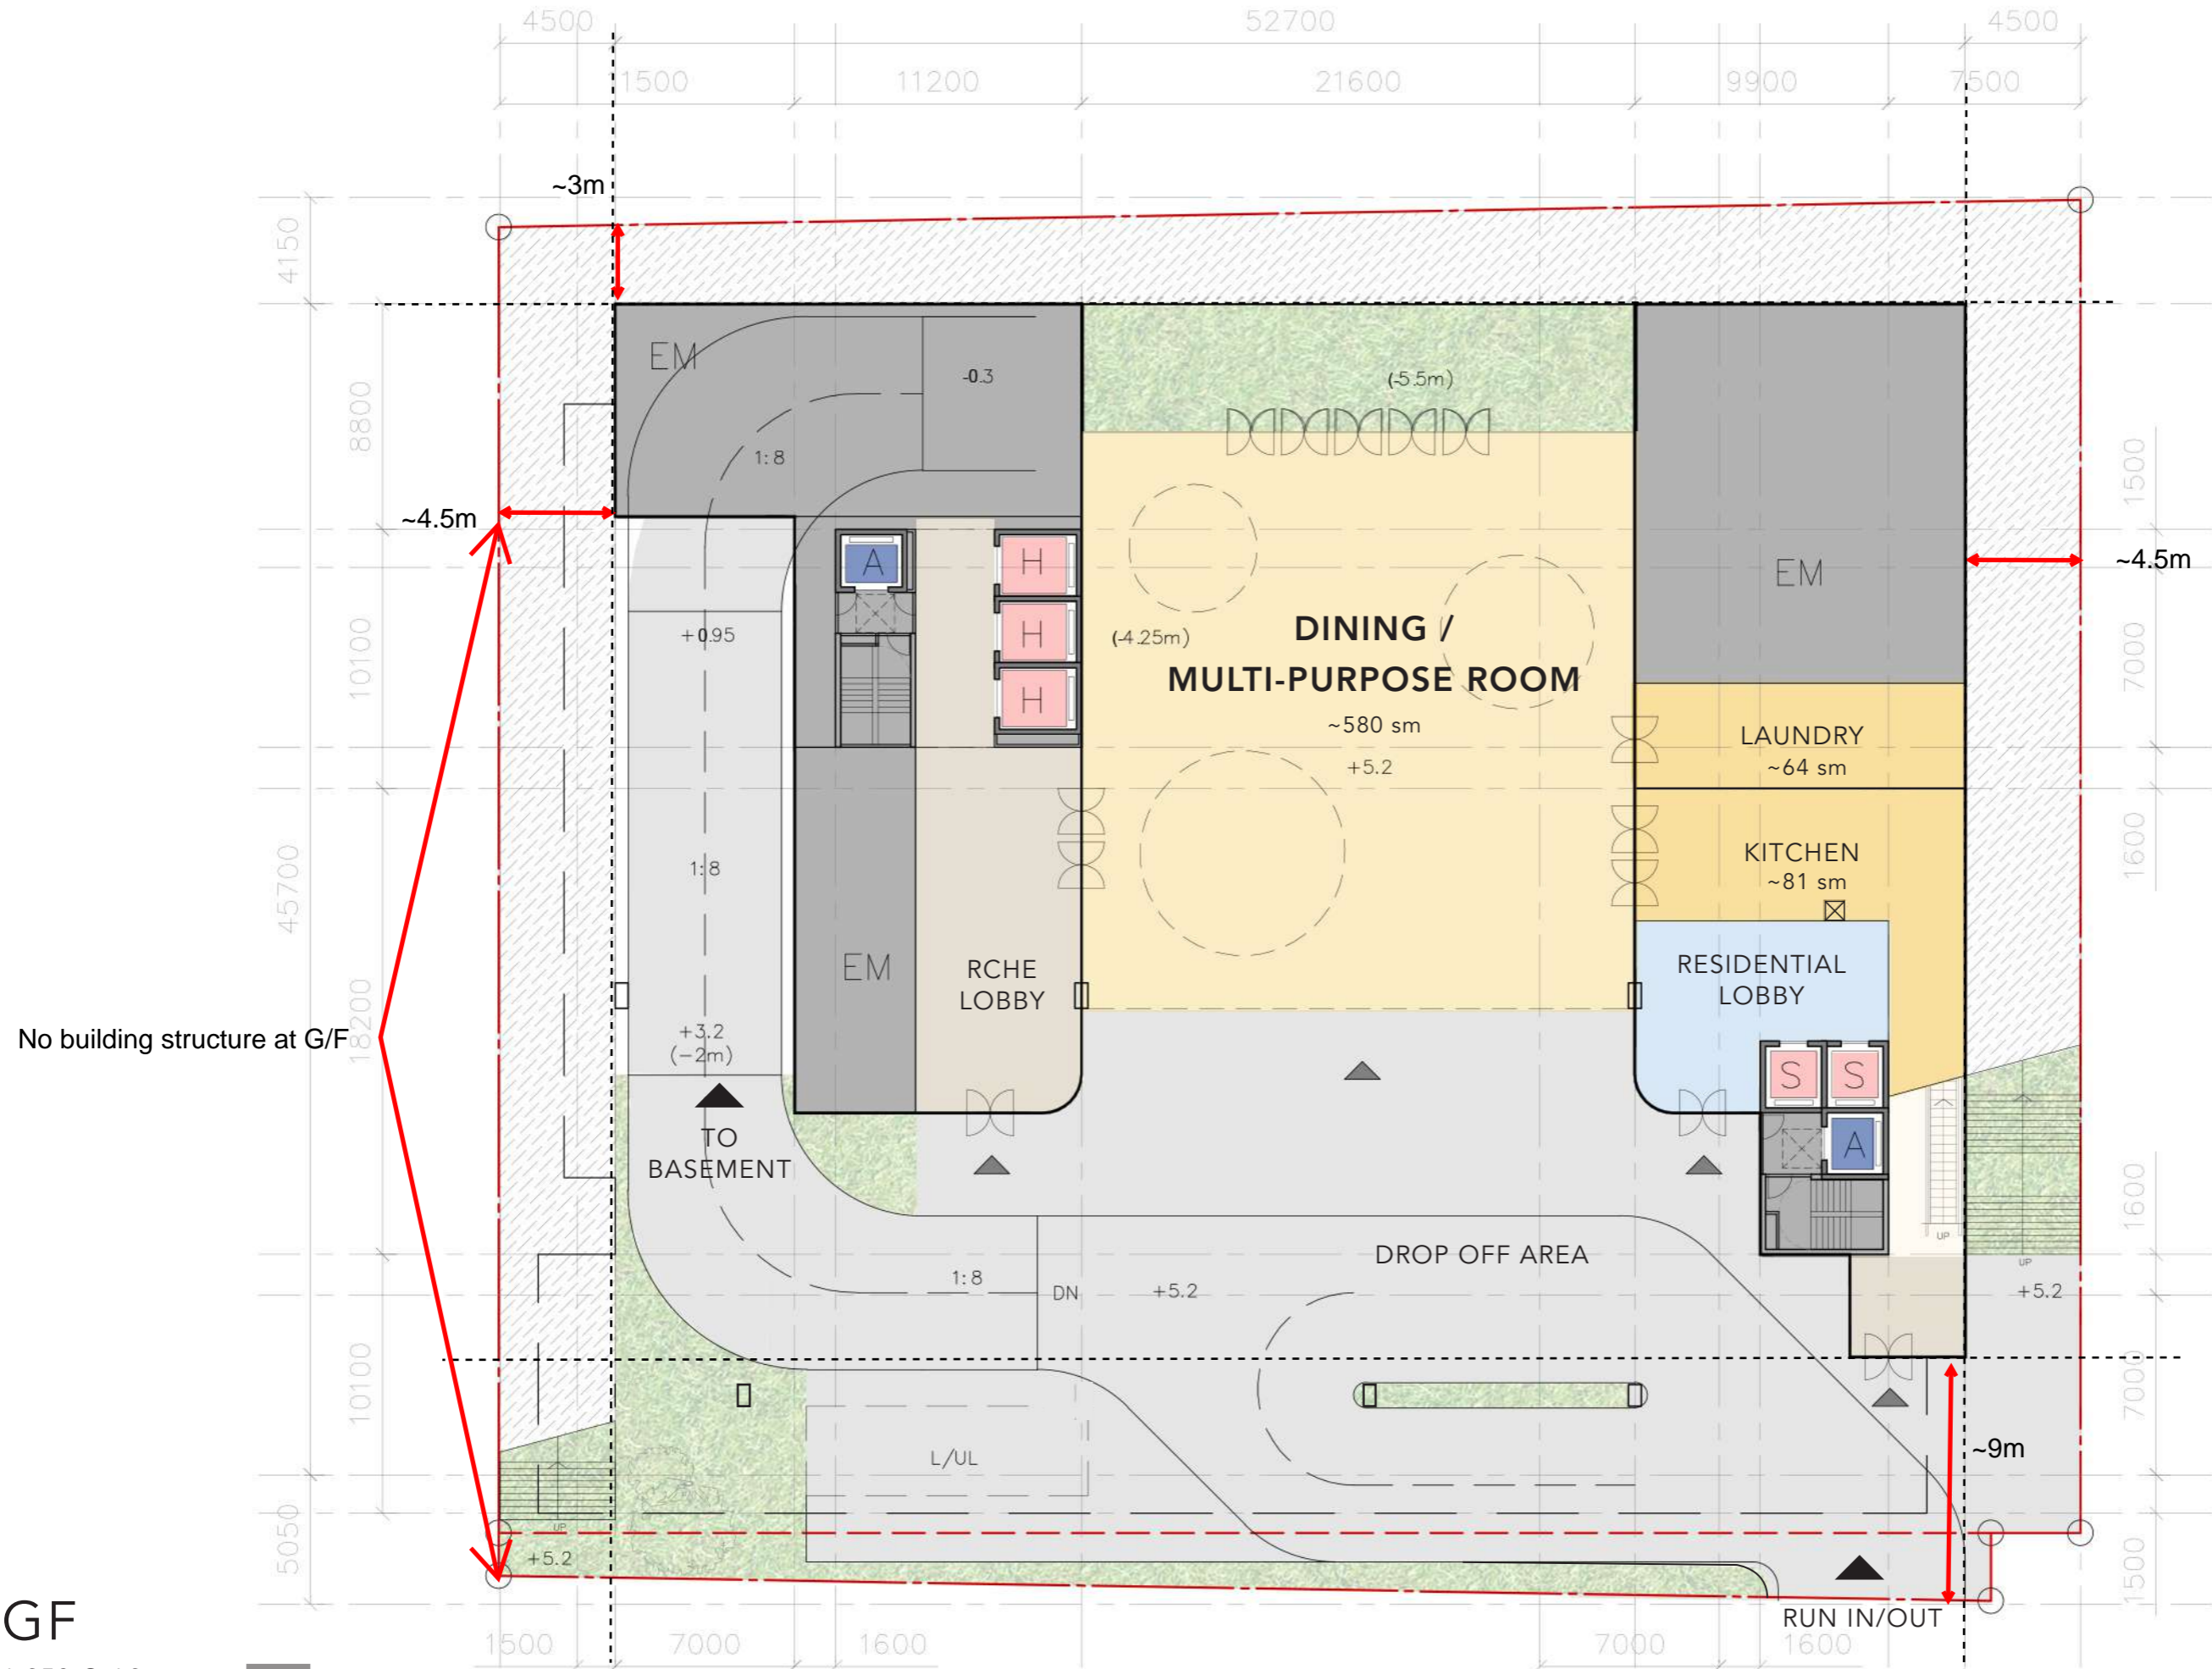 4500
52700
4500
1500
11200
21600
9900
7500
~3m
4150
EM
-0.3
(-5.5m)
8800
1:8
1500
~4.5m
A
H
EM
~4.5m
+0.95
H
(-4.25m)
DINING /
MULTI-PURPOSE ROOM
~580 sm
+5.2
10100
7000
H
LAUNDRY
~64 sm
1:8
45700
KITCHEN
~81 sm
1600
EM
RCHE
LOBBY
RESIDENTIAL
LOBBY
No building structure at G/F
18200
+3.2
(-2m)
S
S
TO
BASEMENT
A
1600
UP
DROP OFF AREA
1:8
DN
+5.2
UP
+5.2
10100
7000
L/UL
~9m
5050
UP
+5.2
1500
GF
RUN IN/OUT
1500
7000
1600
7000
1600